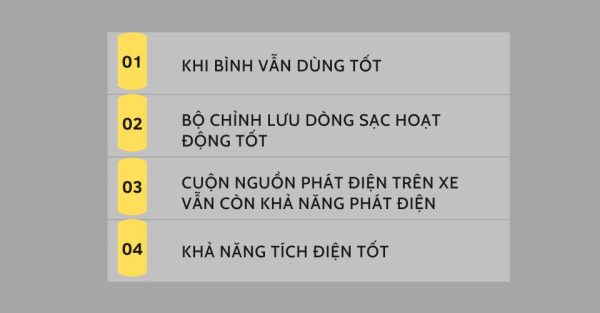 01
KHI BÌNH VẪN DÙNG TỐT
02
BỘ CHỈNH LƯU DÒNG SẠC HOẠT
ĐỘNG TỐT
03
CUỘN NGUỒN PHÁT ĐIỆN TRÊN XE
VẪN CÒN KHẢ NĂNG PHÁT ĐIỆN
04
KHẢ NĂNG TÍCH ĐIỆN TỐT